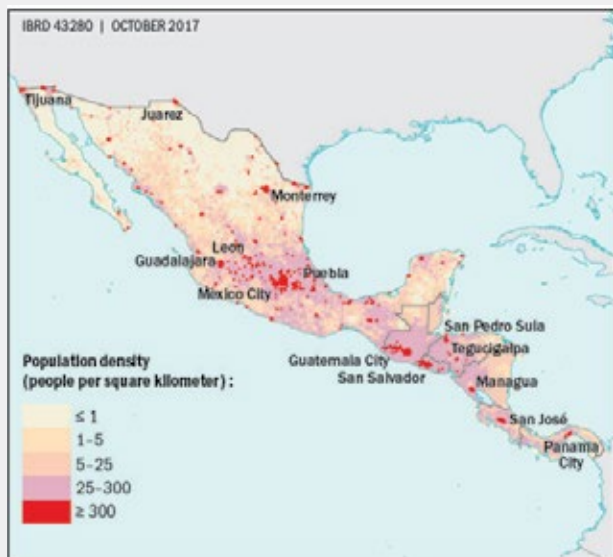 IBRD 43280 | OCTOBER 2017
Tijuana
Juarez
Monterrey
Leon
Guadalajara
Puebla
Mexico City
San Pedro Sula
Tegucigalpa
Guatemala City
San Salvador
Managua
San José
Panama
City
Population density
(people per square kilometer) :
≤ 1
1–5
5–25
25–300
≥ 300